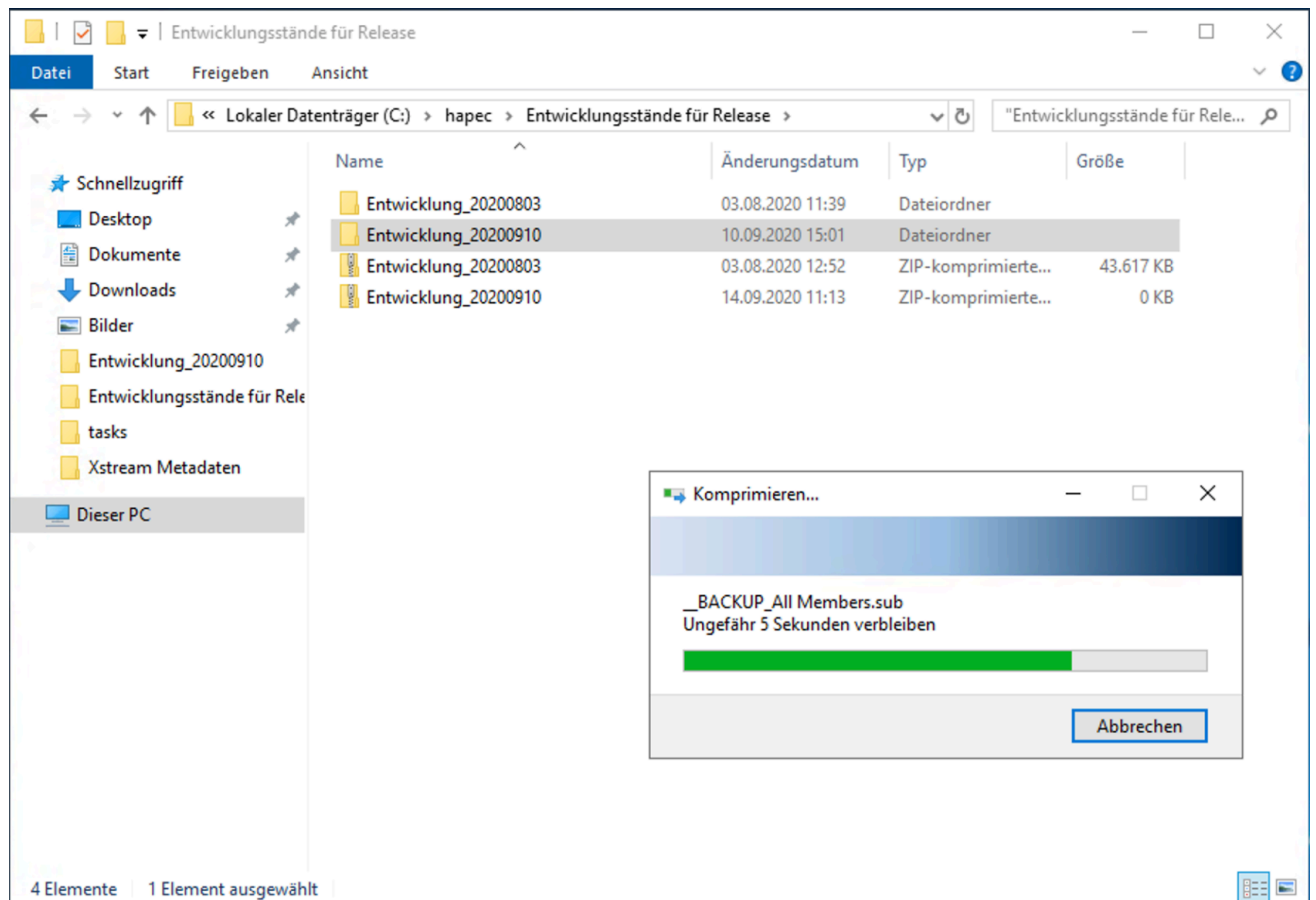 Entwicklungsstände für Release
Datei Start Freigeben Ansicht
« Lokaler Datenträger (C:) › hapec › Entwicklungsstände für Release ›
"Entwicklungsstände für Rele...
Schnellzugriff
Desktop
Dokumente
Downloads
Bilder
Entwicklung_20200910
Entwicklungsstände für Rele
tasks
Xstream Metadaten
Dieser PC
Name Änderungsdatum Typ Größe
Entwicklung_20200803 03.08.2020 11:39 Dateiordner
Entwicklung_20200910 10.09.2020 15:01 Dateiordner
Entwicklung_20200803 03.08.2020 12:52 ZIP-komprimierte... 43.617 KB
Entwicklung_20200910 14.09.2020 11:13 ZIP-komprimierte... 0 KB
Komprimieren...
__BACKUP_All Members.sub
Ungefähr 5 Sekunden verbleiben
Abbrechen
4 Elemente 1 Element ausgewählt